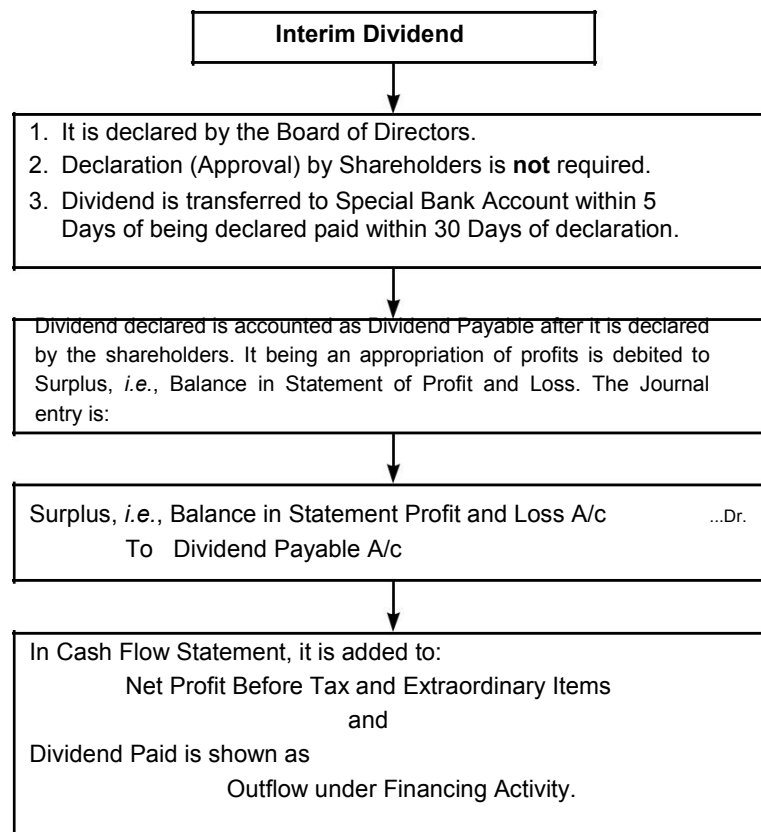 Interim Dividend
1. It is declared by the Board of Directors.
2. Declaration (Approval) by Shareholders is not required.
3. Dividend is transferred to Special Bank Account within 5
Days of being declared paid within 30 Days of declaration.
Dividend declared is accounted as Dividend Payable after it is declared
by the shareholders. It being an appropriation of profits is debited to
Surplus, i.e., Balance in Statement of Profit and Loss. The Journal
entry is:
Surplus, i.e., Balance in Statement Profit and Loss A/c ...Dr.
To Dividend Payable A/c
In Cash Flow Statement, it is added to:
Net Profit Before Tax and Extraordinary Items
and
Dividend Paid is shown as
Outflow under Financing Activity.